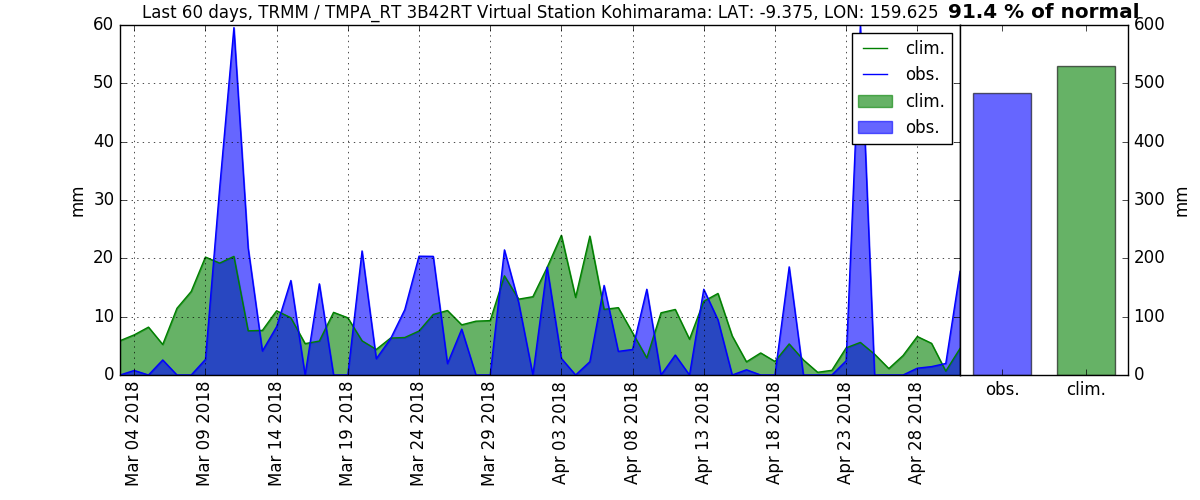 Last 60 days, TRMM / TMPA_RT 3B42RT Virtual Station Kohimarama: LAT: -9.375, LON: 159.625 91.4 % of normal
60
50
40
30
20
10
0
mm
clim.
obs.
clim.
obs.
600
500
400
300
200
100
0
mm
Mar 04 2018
Mar 09 2018
Mar 14 2018
Mar 19 2018
Mar 24 2018
Mar 29 2018
Apr 03 2018
Apr 08 2018
Apr 13 2018
Apr 18 2018
Apr 23 2018
Apr 28 2018
obs.
clim.